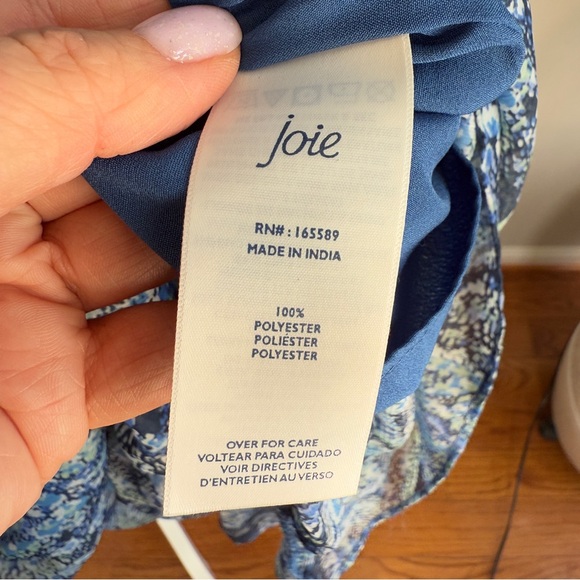 joie
RN# : 165589
MADE IN INDIA
100%
POLYESTER
POLIÉSTER
POLYESTER
OVER FOR CARE
VOLTEAR PARA CUIDADO
VOIR DIRECTIVES
D'ENTRETIEN AU VERSO